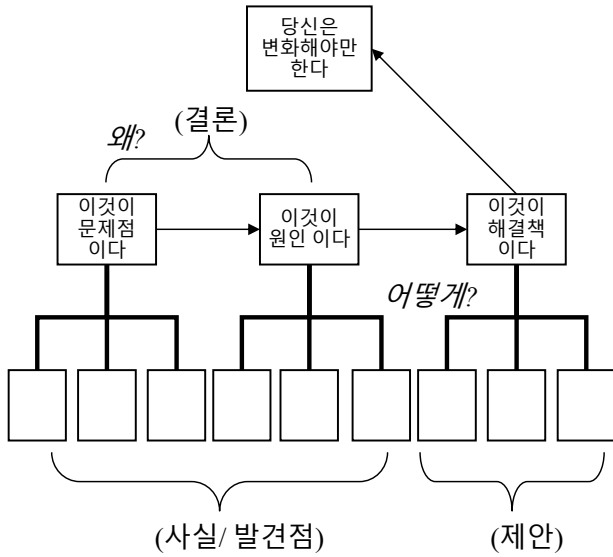 당신은
변화해야만
한다
(결론)
왜?
이것이
문제점
이다
이것이
원인 이다
이것이
해결책
이다
어떻게?
(사실/ 발견점)
(제안)